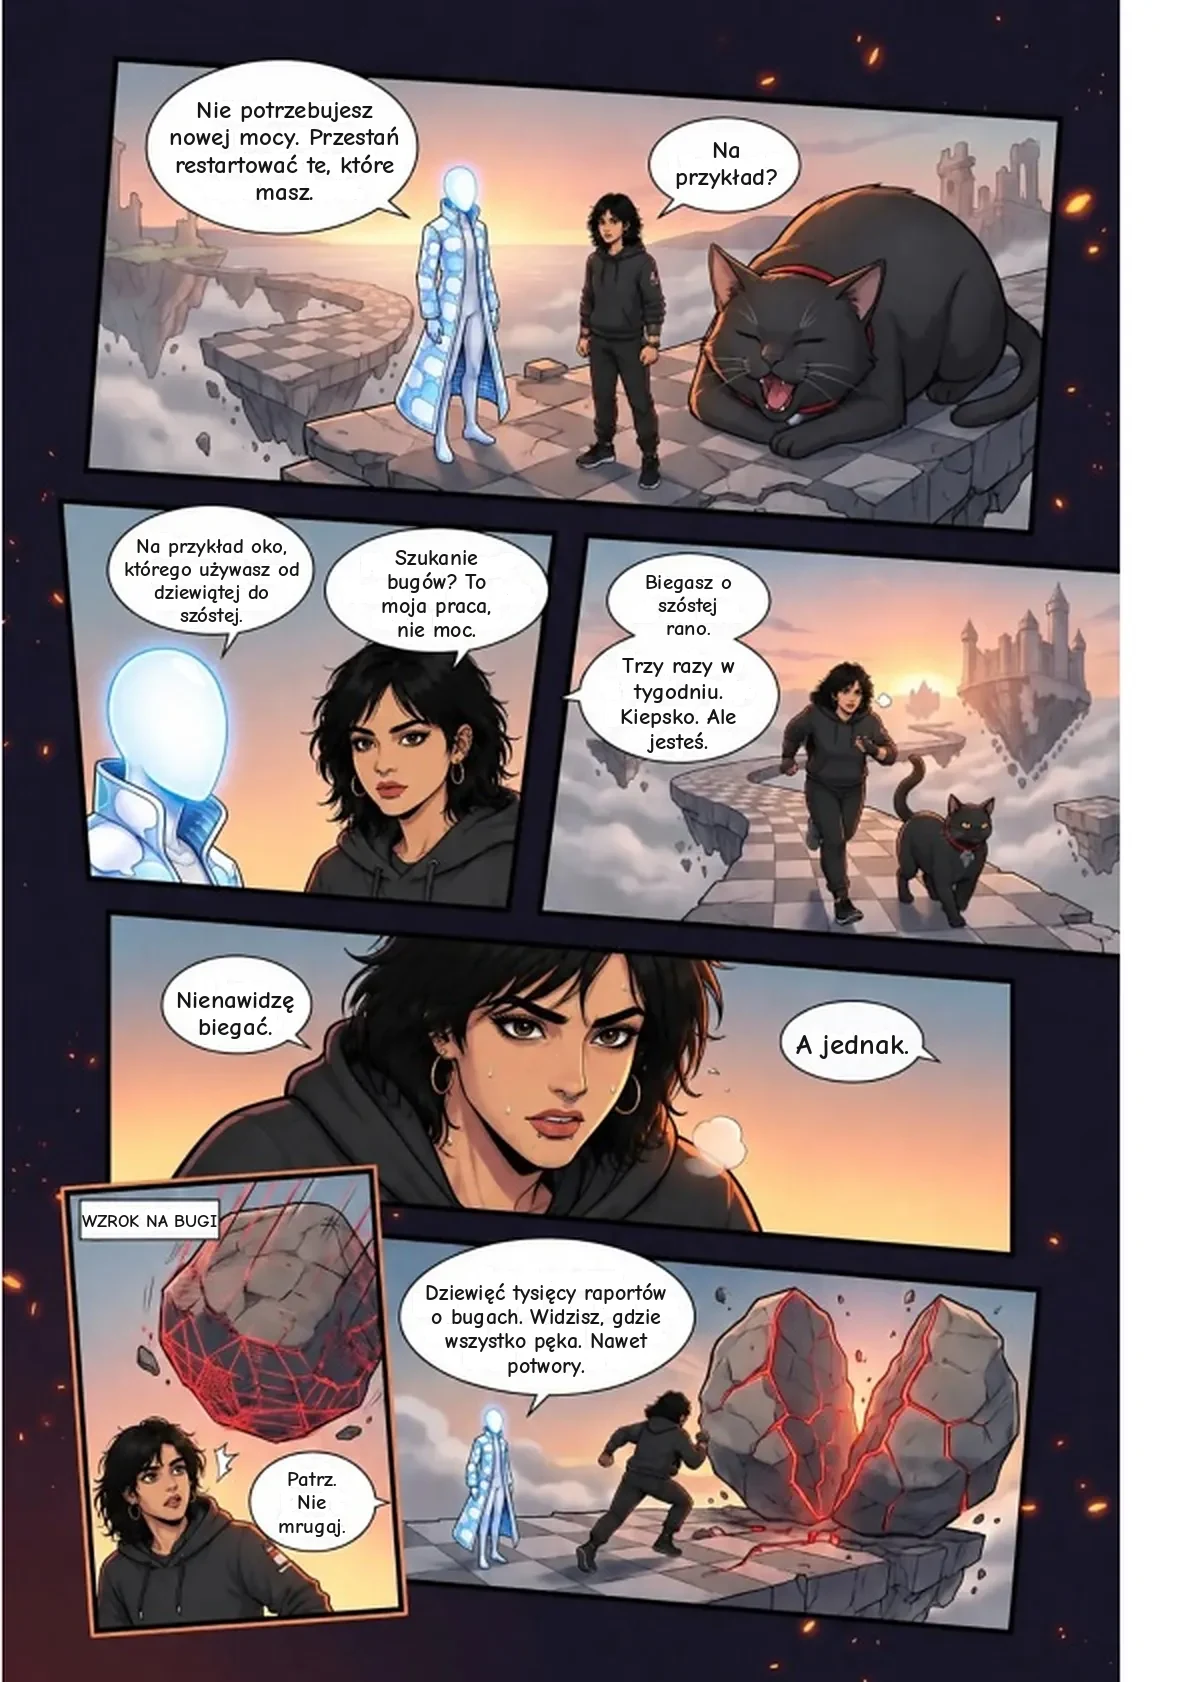 Nie potrzebujesz
nowej mocy. Przestań
restartować te, które
masz.
Na
przykład?
Na przykład oko,
którego używasz od
dziewiątej do
szóstej.
Szukanie
bugów? To
moja praca,
nie moc.
Biegasz o
szóstej
rano.
Trzy razy w
tygodniu.
Kiepsko. Ale
jesteś.
Nienawidzę
biegać.
A jednak.
WZROK NA BUGI
Patrz.
Nie
mrugaj.
Dziewięć tysięcy raportów
o bugach. Widzisz, gdzie
wszystko pęka. Nawet
potwory.